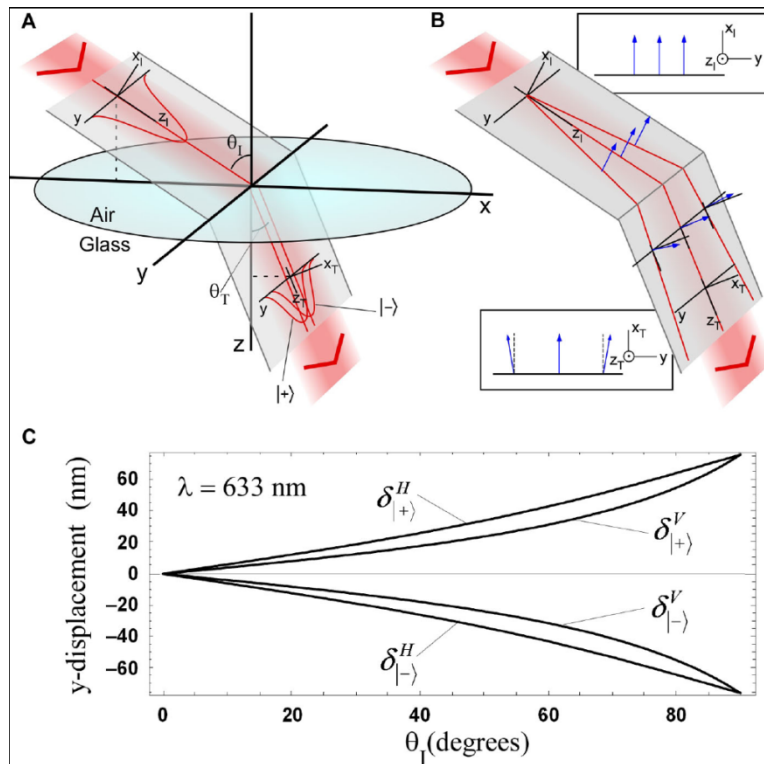 A
x_I
y
z_I
θ_I
x
Air
Glass
y
θ_T
x_T
z_T
y
z
|−⟩
|+⟩
B
x_I
z_I
y
x_I
y
z_I
x_T
z_T
y
y
z_T
x_T
C
y-displacement (nm)
60
40
20
0
−20
−40
−60
λ = 633 nm
δ^H_{|+⟩}
δ^V_{|+⟩}
δ^V_{|−⟩}
δ^H_{|−⟩}
0 20 40 60 80
θ_I(degrees)